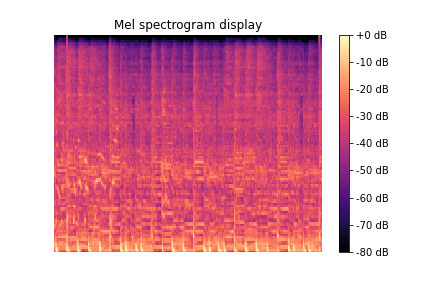 Mel spectrogram display
+0 dB
-10 dB
-20 dB
-30 dB
-40 dB
-50 dB
-60 dB
-70 dB
-80 dB